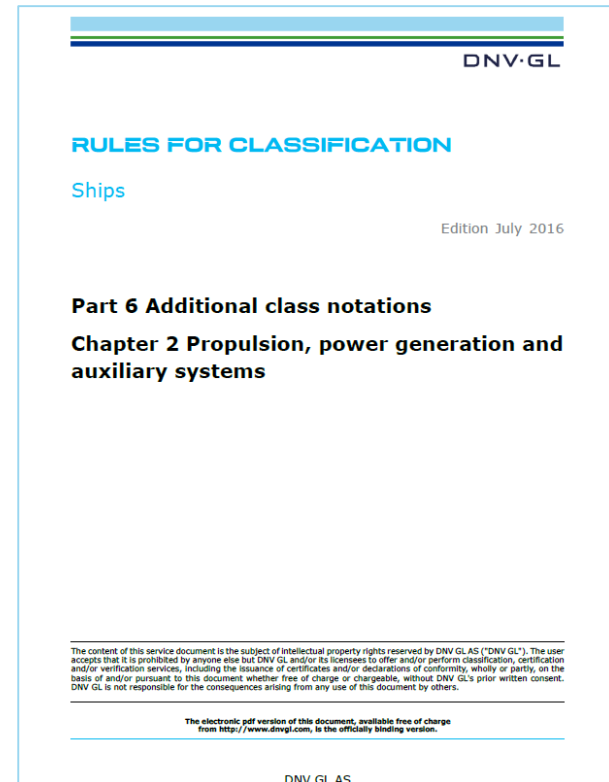 DNV·GL
RULES FOR CLASSIFICATION
Ships
Edition July 2016
Part 6 Additional class notations
Chapter 2 Propulsion, power generation and
auxiliary systems
The content of this service document is the subject of intellectual property rights reserved by DNV GL AS ("DNV GL"). The user
accepts that it is prohibited by anyone else but DNV GL and/or its licensees to offer and/or perform classification, certification
and/or verification services, including the issuance of certificates and/or declarations of conformity, wholly or partly, on the
basis of and/or pursuant to this document whether free of charge or chargeable, without DNV GL's prior written consent.
DNV GL is not responsible for the consequences arising from any use of this document by others.
The electronic pdf version of this document, available free of charge
from http://www.dnvgl.com, is the officially binding version.
DNV GL AS